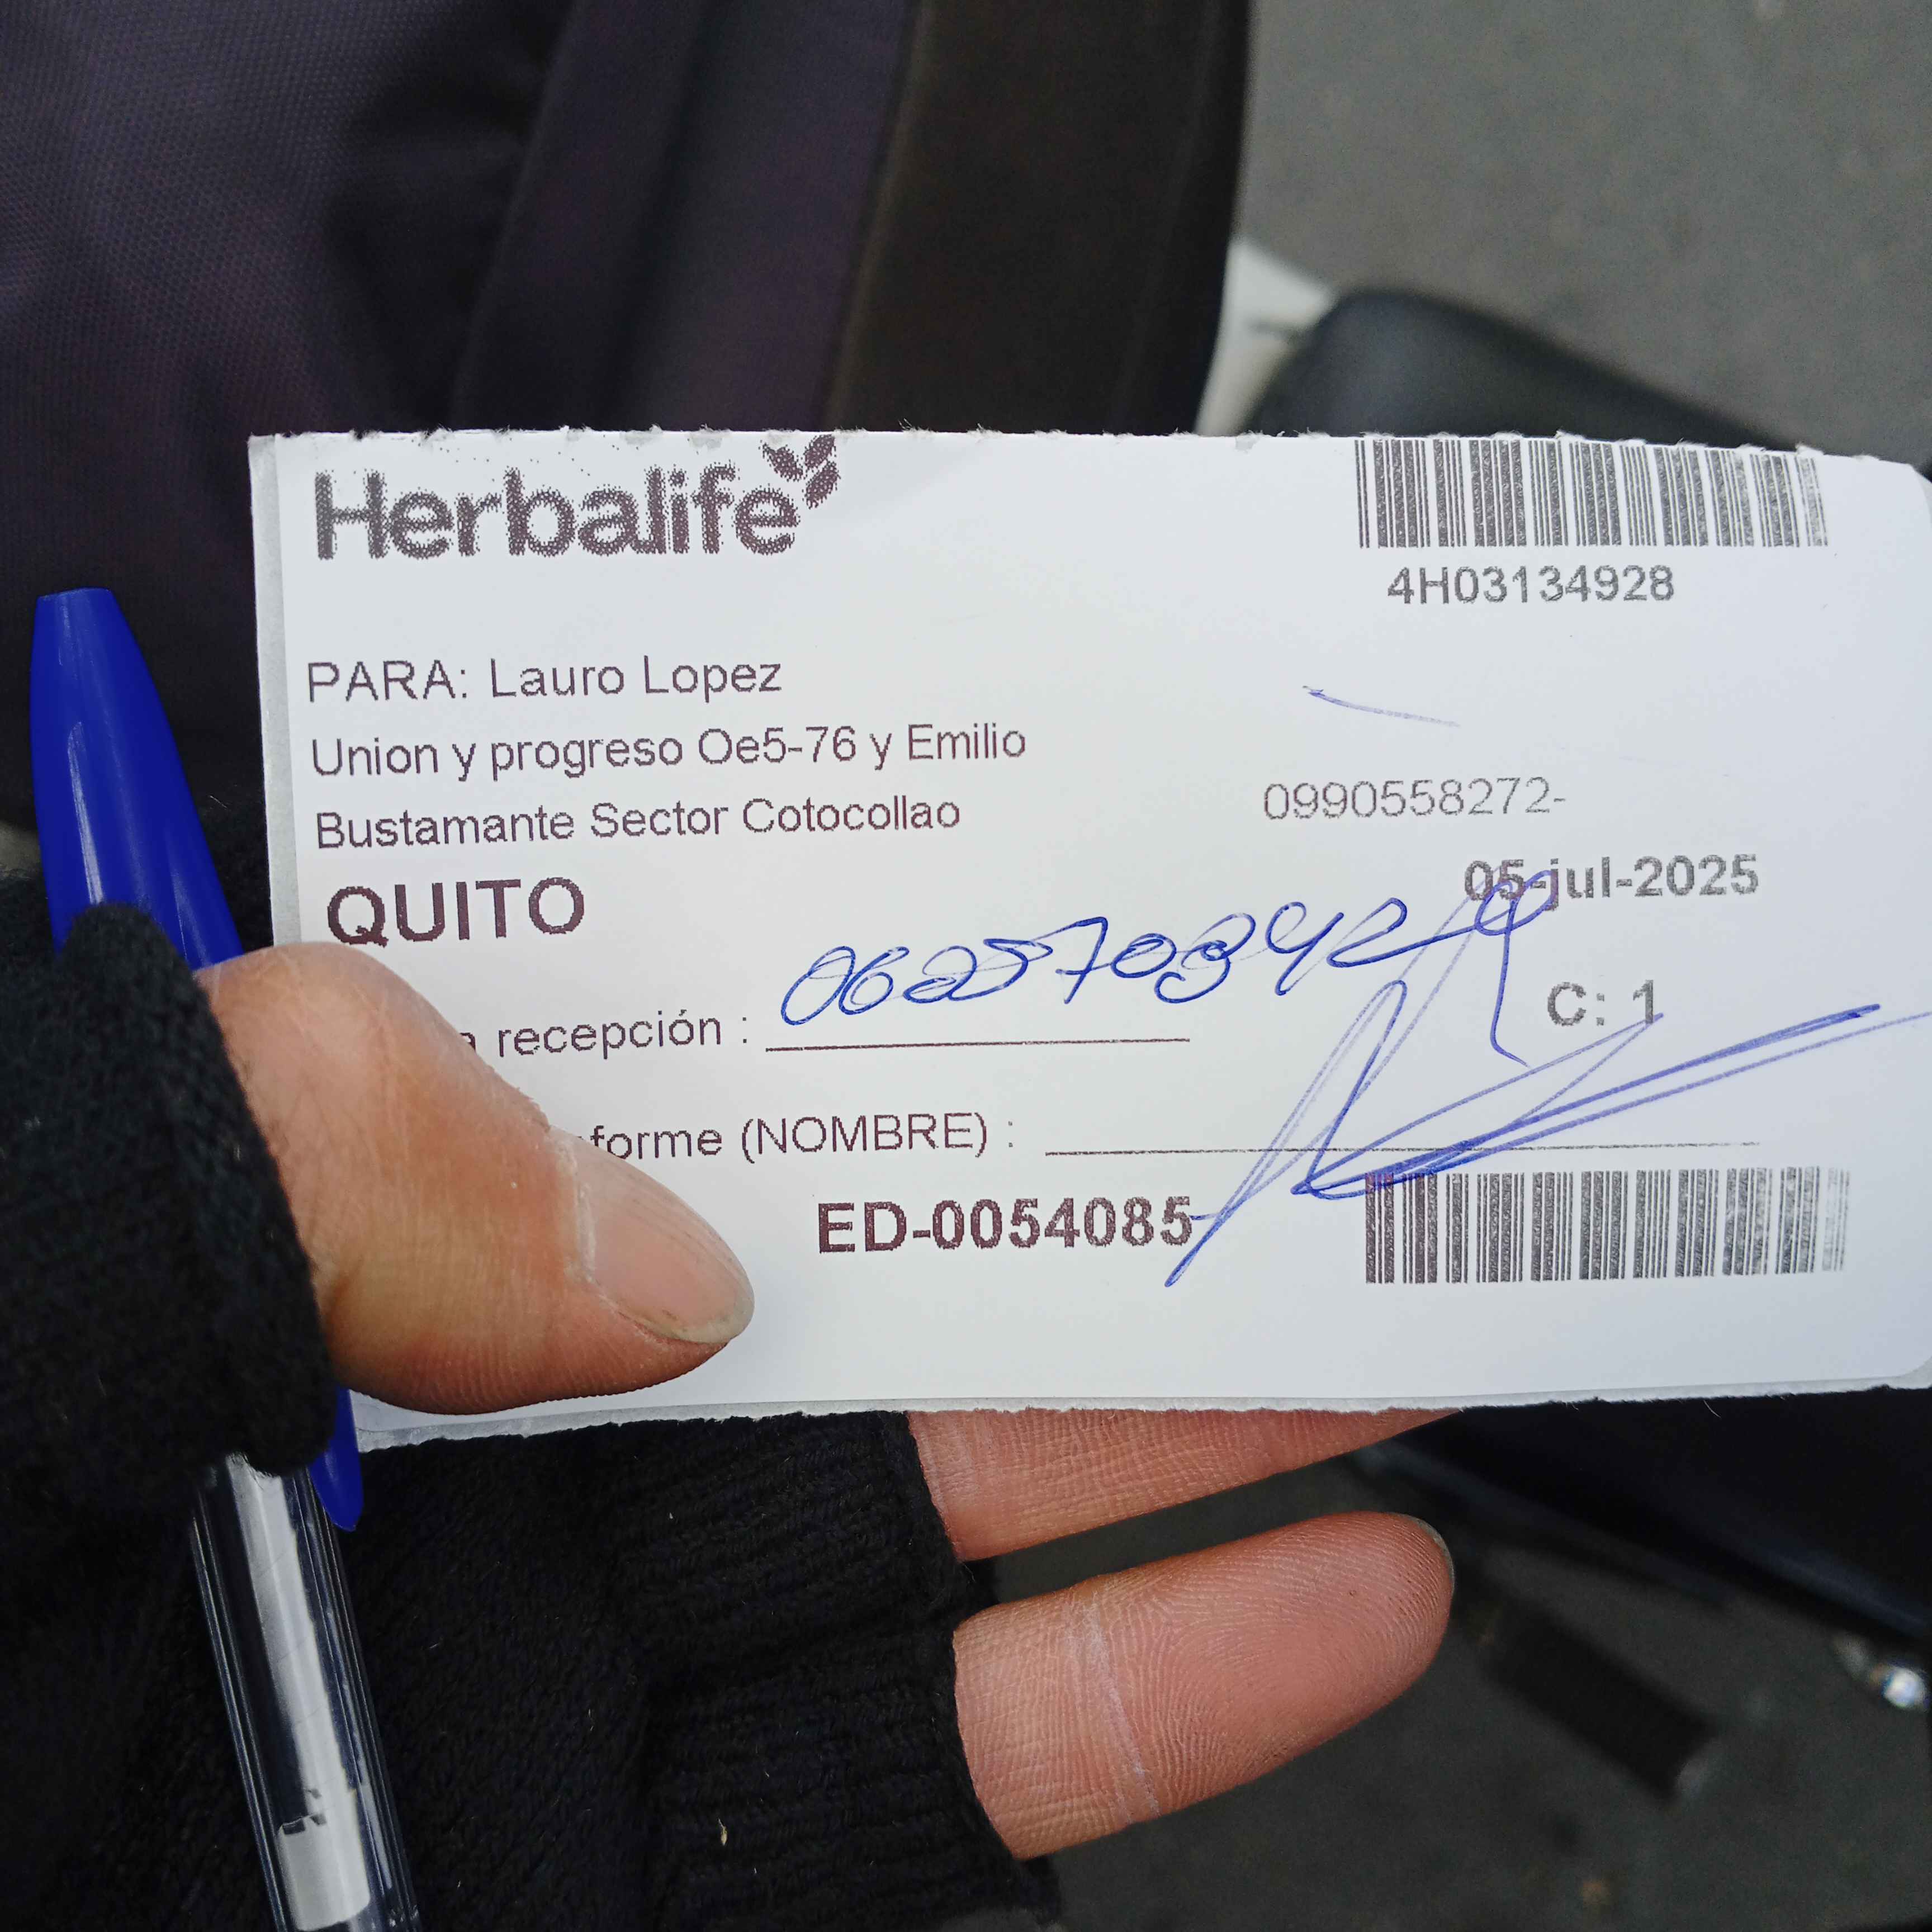 Herbalife
4H03134928
PARA: Lauro Lopez
Union y progreso Oe5-76 y Emilio
Bustamante Sector Cotocollao
0990558272-
QUITO
05-jul-2025
recepción :
C: 1
forme (NOMBRE) :
ED-0054085